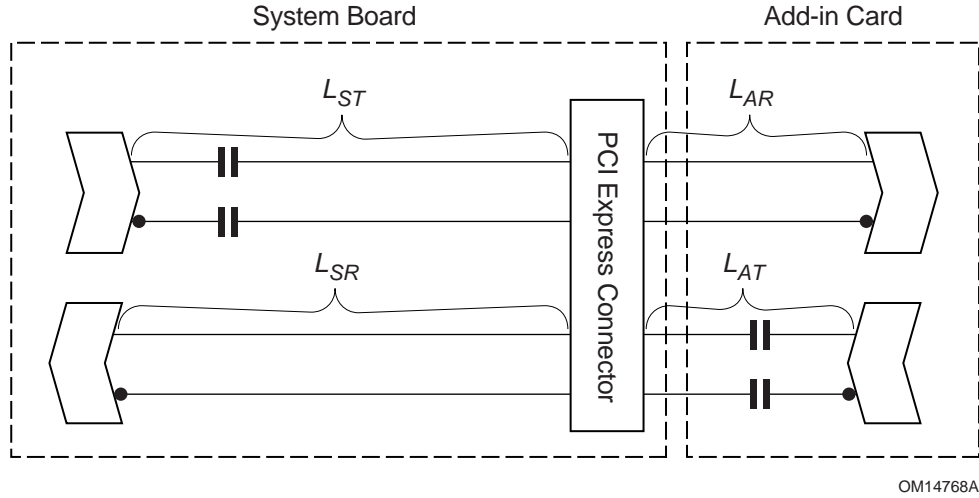 System Board
Add-in Card
LST
LAR
PCI Express Connector
LSR
LAT
OM14768A